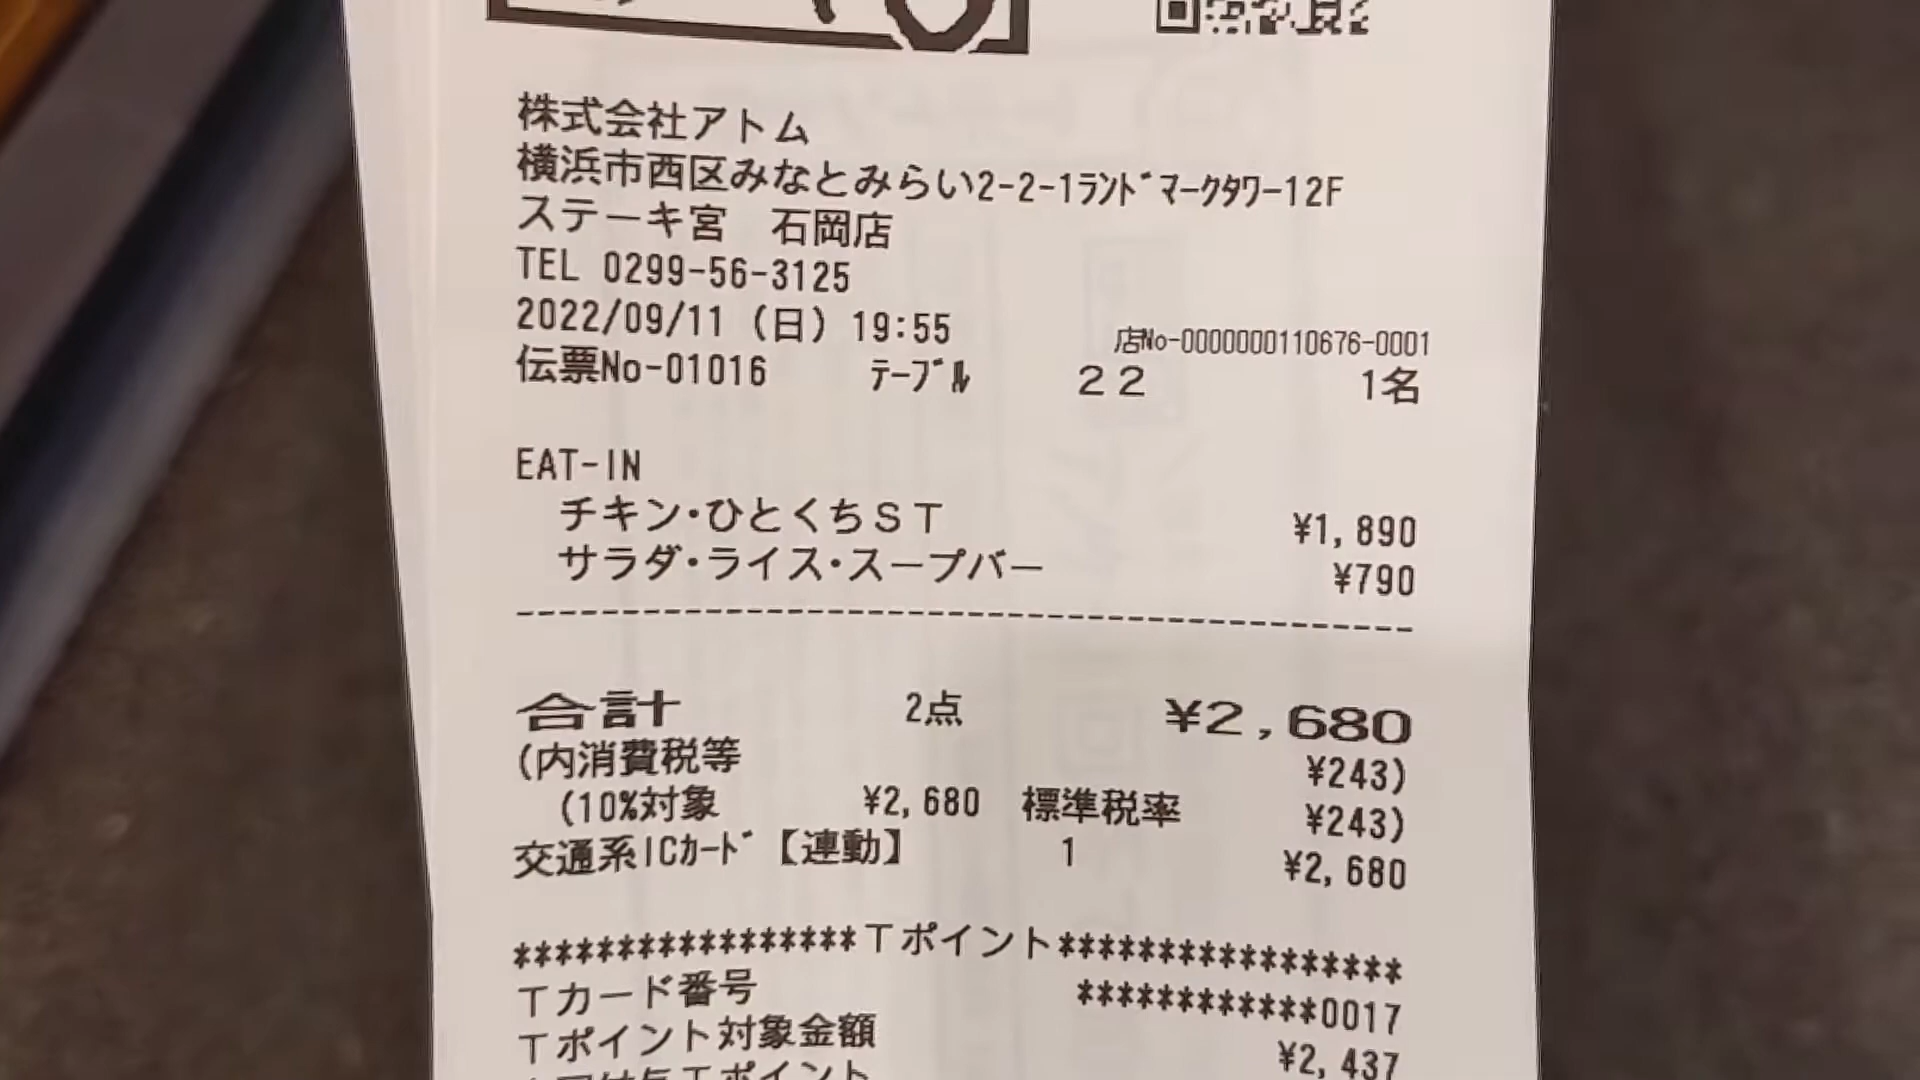 株式会社アトム
横浜市西区みなとみらい2-2-1ﾗﾝﾄﾞﾏｰｸﾀﾜｰ12F
ステーキ宮 石岡店
TEL 0299-56-3125
2022/09/11 (日) 19:55 店No-0000000110676-0001
伝票No-01016 ﾃｰﾌﾞﾙ ２２ 1名
EAT-IN
チキン・ひとくちＳＴ ¥1,890
サラダ・ライス・スープバー ¥790
--------------------------------------------
合計 2点 ¥2,680
(内消費税等 ¥243)
(10%対象 ¥2,680 標準税率 ¥243)
交通系ICｶｰﾄﾞ【連動】 1 ¥2,680
*****************Ｔポイント*****************
Ｔカード番号 ************0017
Ｔポイント対象金額 ¥2,437